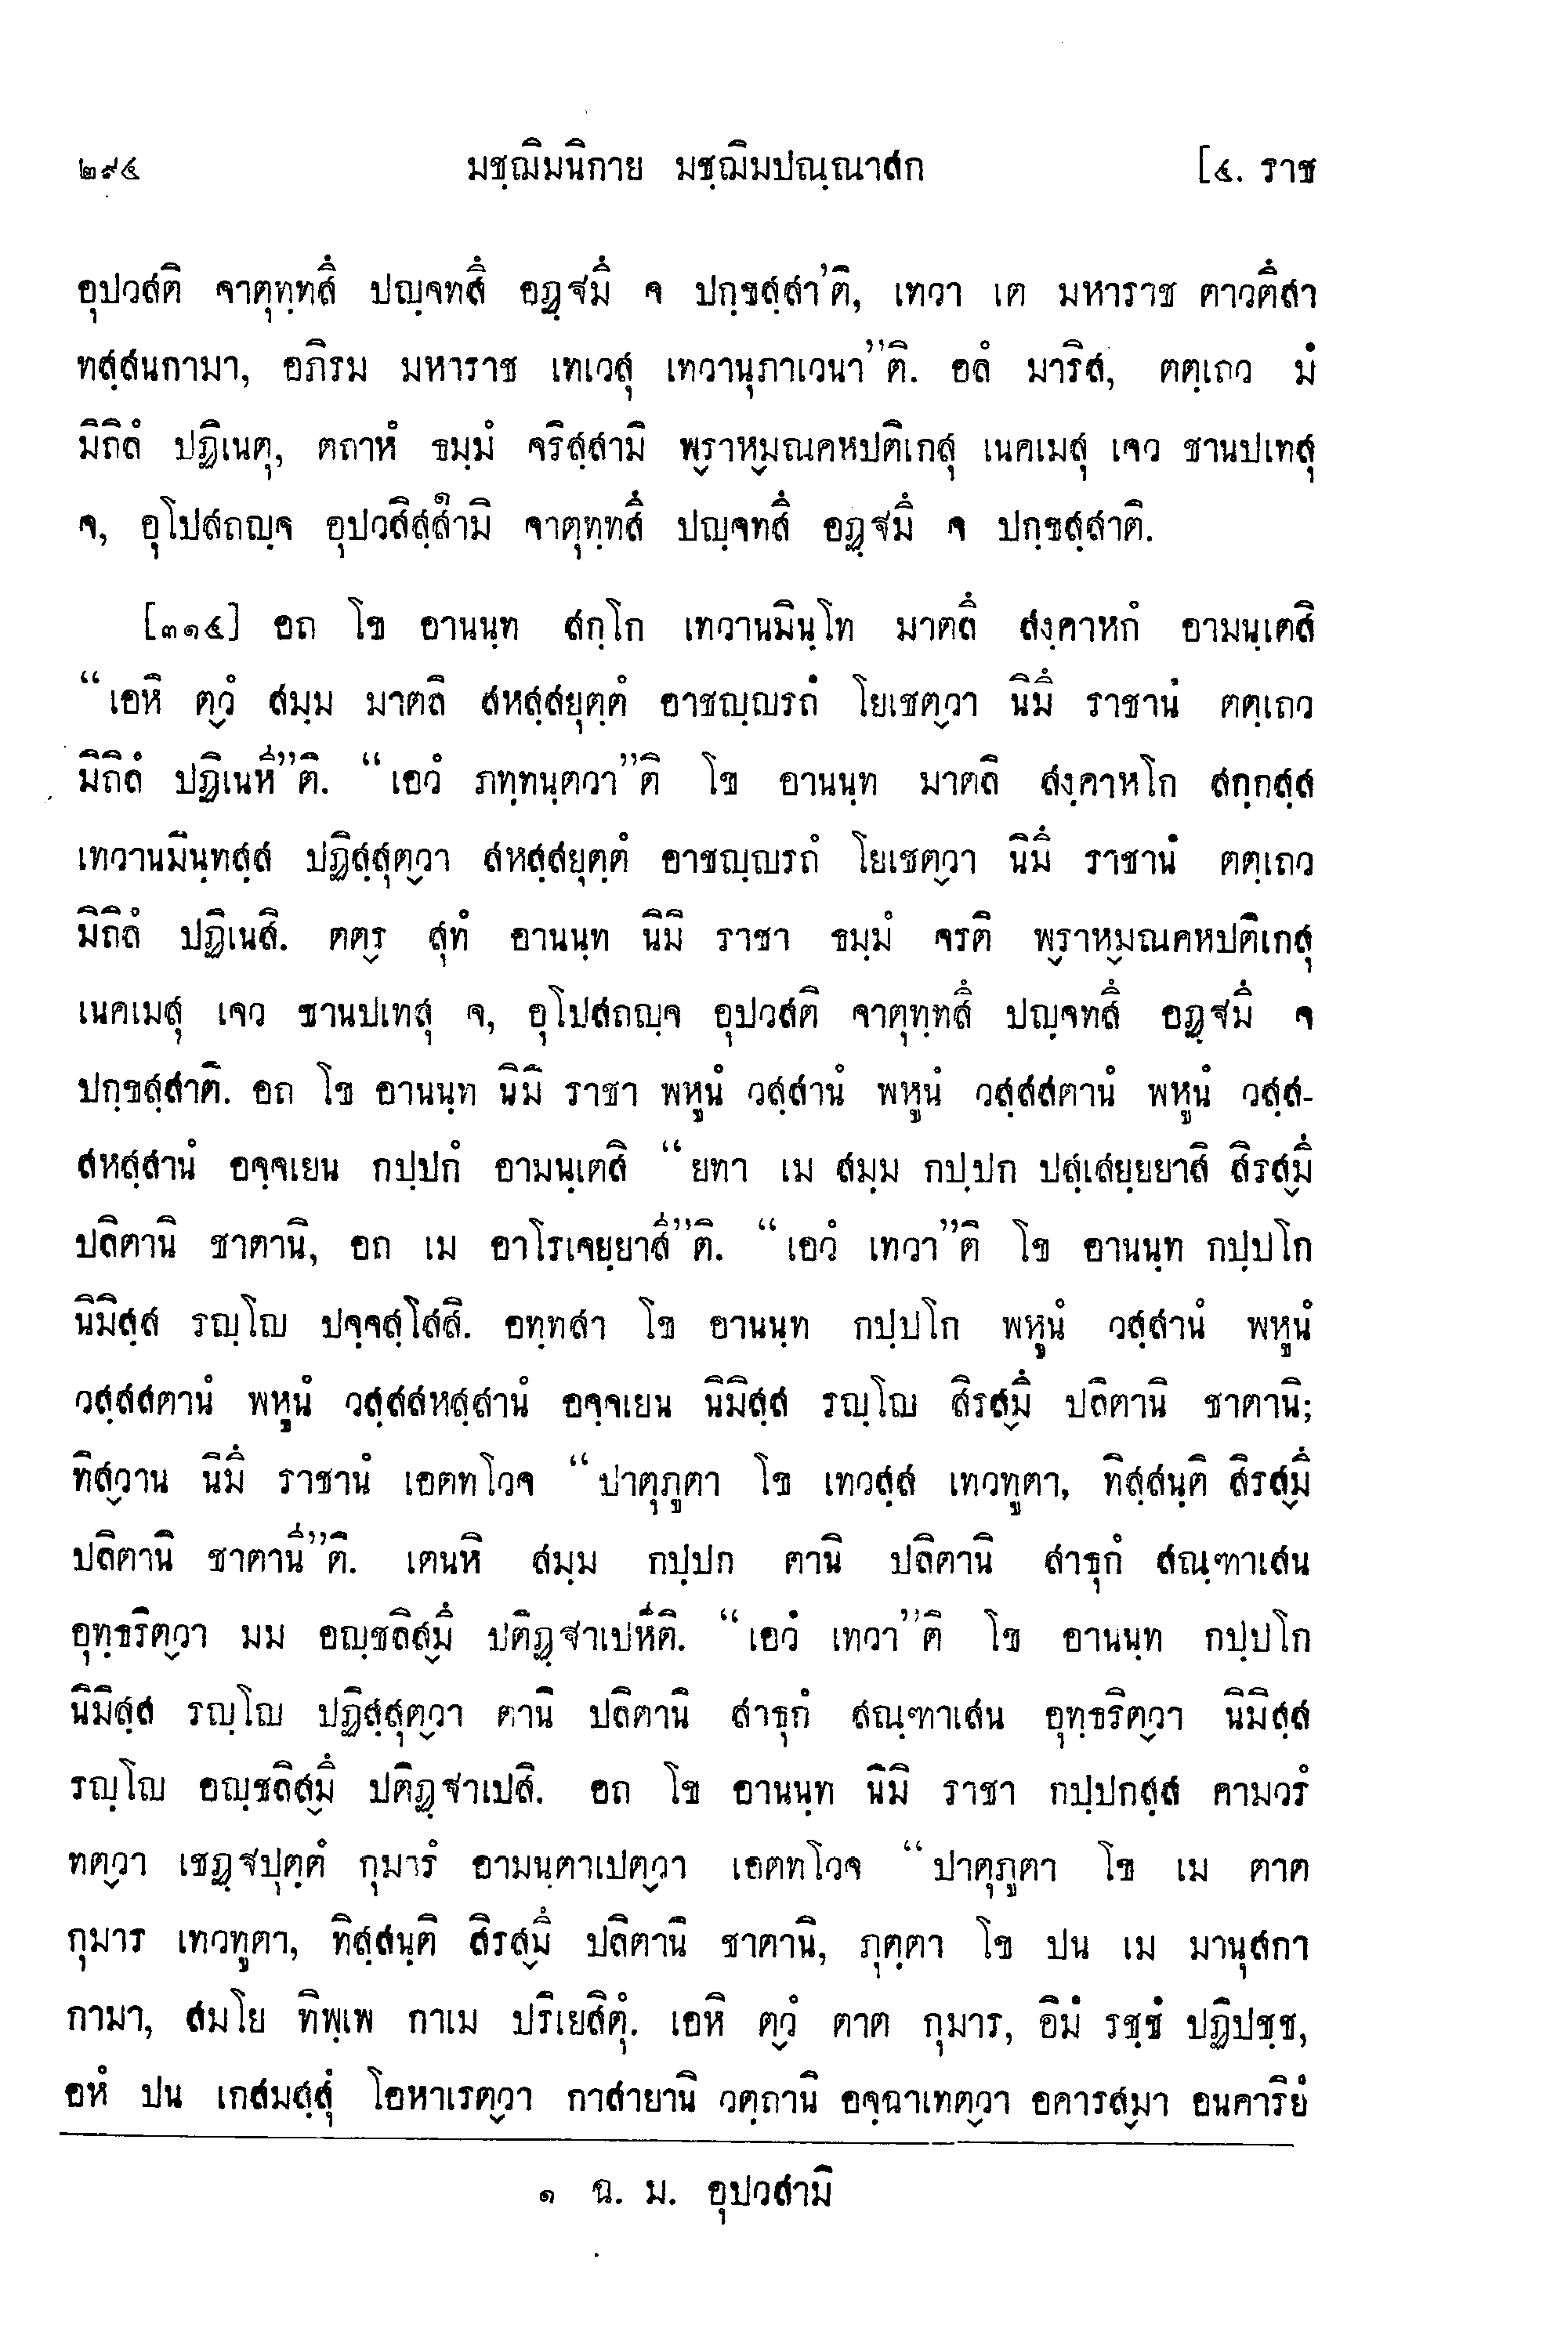 ๒๙๔ มชฺฌิมนิกาย มชฺฌิมปณฺณาสก [๔. ราช
อุปวสติ จาตุทฺทสึ ปญฺจทสึ อฏฺฐมึ จ ปกฺขสฺสา’ติ, เทวา เต มหาราช ตาวตึสา
ทสฺสนกามา, อภิรม มหาราช เทเวสุ เทวานุภาเวนา”ติ. อลํ มาริส, ตตฺเถว มํ
มิถิลํ ปฏิเนตุ, ตถาหํ ธมฺมํ จริสฺสามิ พ๎ราห๎มณคหปติเกสุ เนคเมสุ เจว ชานปเทสุ
จ, อุโปสถญฺจ อุปวสิสฺสามิ๑ จาตุทฺทสึ ปญฺจทสึ อฏฺฐมึ จ ปกฺขสฺสาติ.
[๓๑๔] อถ โข อานนฺท สกฺโก เทวานมินฺโท มาตลึ สงฺคาหกํ อามนฺเตสิ
“เอหิ ต๎วํ สมฺม มาตลิ สหสฺสยุตฺตํ อาชญฺญรถํ โยเชต๎วา นิมึ ราชานํ ตตฺเถว
มิถิลํ ปฏิเนหี”ติ. “เอวํ ภทฺทนฺตวา”ติ โข อานนฺท มาตลิ สงฺคาหโก สกฺกสฺส
เทวานมินฺทสฺส ปฏิสฺสุต๎วา สหสฺสยุตฺตํ อาชญฺญรถํ โยเชต๎วา นิมึ ราชานํ ตตฺเถว
มิถิลํ ปฏิเนสิ. ตต๎ร สุทํ อานนฺท นิมิ ราชา ธมฺมํ จรติ พ๎ราห๎มณคหปติเกสุ
เนคเมสุ เจว ชานปเทสุ จ, อุโปสถญฺจ อุปวสติ จาตุทฺทสึ ปญฺจทสึ อฏฺฐมึ จ
ปกฺขสฺสาติ. อถ โข อานนฺท นิมิ ราชา พหูนํ วสฺสานํ พหูนํ วสฺสสตานํ พหูนํ วสฺส-
สหสฺสานํ อจฺจเยน กปฺปกํ อามนฺเตสิ “ยทา เม สมฺม กปฺปก ปสฺเสยฺยยาสิ สิรส๎มึ
ปลิตานิ ชาตานิ, อถ เม อาโรเจยฺยาสี”ติ. “เอวํ เทวา”ติ โข อานนฺท กปฺปโก
นิมิสฺส รญฺโญ ปจฺจสฺโสสิ. อทฺทสา โข อานนฺท กปฺปโก พหูนํ วสฺสานํ พหูนํ
วสฺสสตานํ พหูนํ วสฺสสหสฺสานํ อจฺจเยน นิมิสฺส รญฺโญ สิรส๎มึ ปลิตานิ ชาตานิ;
ทิส๎วาน นิมึ ราชานํ เอตทโวจ “ปาตุภูตา โข เทวสฺส เทวทูตา, ทิสฺสนฺติ สิรส๎มึ
ปลิตานิ ชาตานี”ติ. เตนหิ สมฺม กปฺปก ตานิ ปลิตานิ สาธุกํ สณฺฑาเสน
อุทฺธริต๎วา มม อญฺชลิส๎มึ ปติฏฺฐาเปหีติ. “เอวํ เทวา”ติ โข อานนฺท กปฺปโก
นิมิสฺส รญฺโญ ปฏิสฺสุต๎วา ตานิ ปลิตานิ สาธุกํ สณฺฑาเสน อุทฺธริต๎วา นิมิสฺส
รญฺโญ อญฺชลิส๎มึ ปติฏฺฐาเปสิ. อถ โข อานนฺท นิมิ ราชา กปฺปกสฺส คามวรํ
ทต๎วา เชฏฺฐปุตฺตํ กุมารํ อามนฺตาเปต๎วา เอตทโวจ “ปาตุภูตา โข เม ตาต
กุมาร เทวทูตา, ทิสฺสนฺติ สิรส๎มึ ปลิตานิ ชาตานิ, ภุตฺตา โข ปน เม มานุสกา
กามา, สมโย ทิพฺเพ กาเม ปริเยสิตุํ. เอหิ ต๎วํ ตาต กุมาร, อิมํ รชฺชํ ปฏิปชฺช,
อหํ ปน เกสมสฺสุํ โอหาเรต๎วา กาสายานิ วตฺถานิ อจฺฉาเทต๎วา อคารส๎มา อนคาริยํ
๑ ฉ. ม. อุปวสามิ